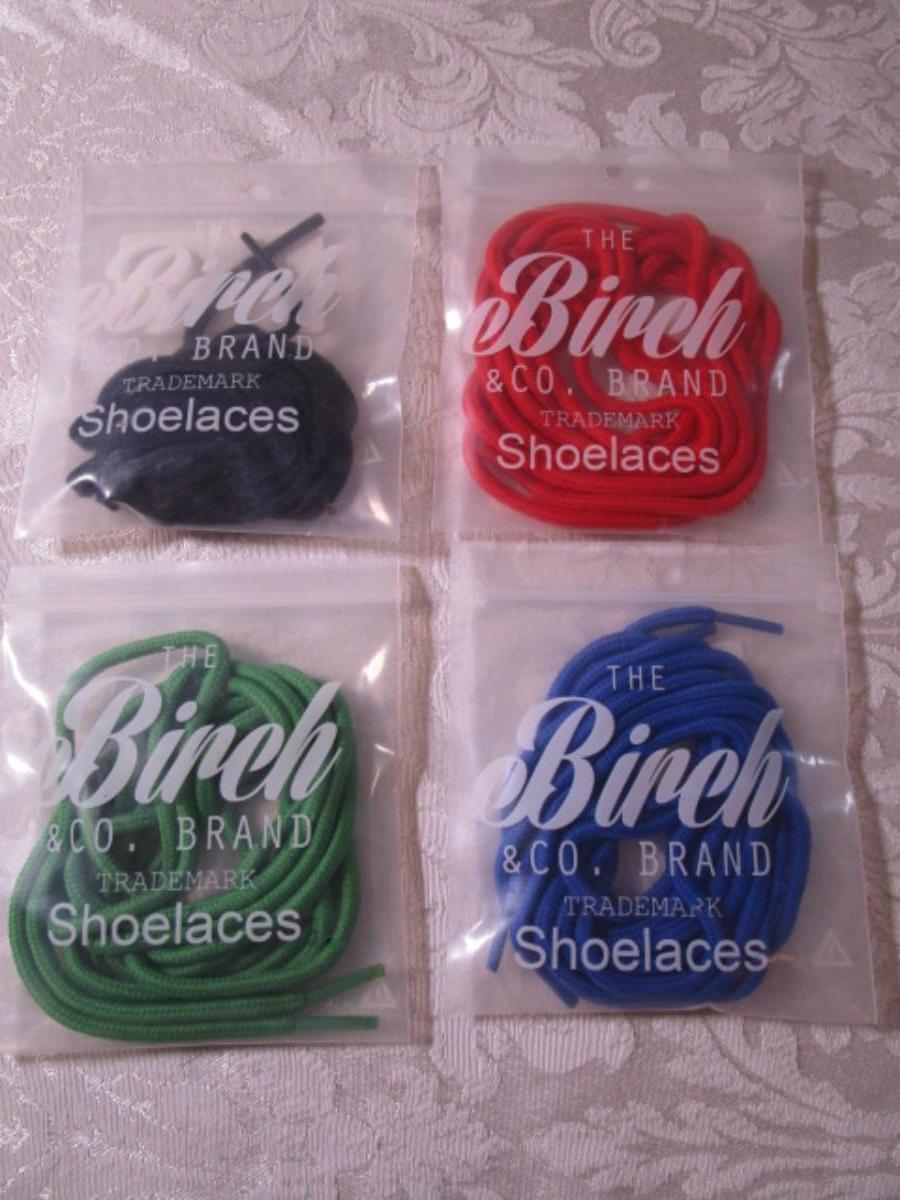 Birch
CO. BRAND
TRADEMARK
Shoelaces
THE
Birch
&CO. BRAND
TRADEMARK
Shoelaces
THE
Birch
&CO. BRAND
TRADEMARK
Shoelaces
THE
Birch
&CO. BRAND
TRADEMARK
Shoelaces